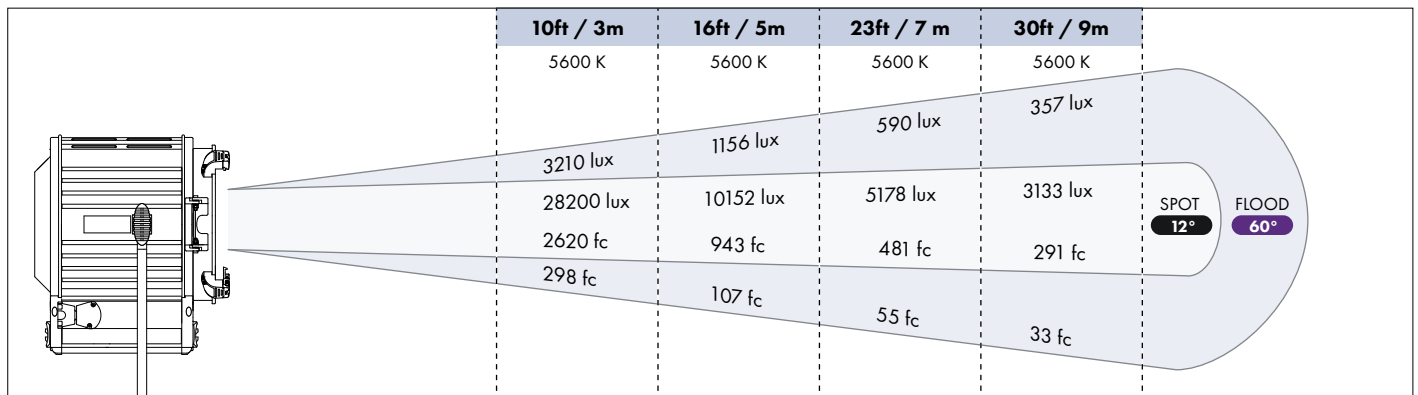 10ft / 3m 16ft / 5m 23ft / 7 m 30ft / 9m
5600 K 5600 K 5600 K 5600 K
3210 lux 1156 lux 590 lux 357 lux
28200 lux 10152 lux 5178 lux 3133 lux
2620 fc 943 fc 481 fc 291 fc
298 fc 107 fc 55 fc 33 fc
SPOT FLOOD
12° 60°